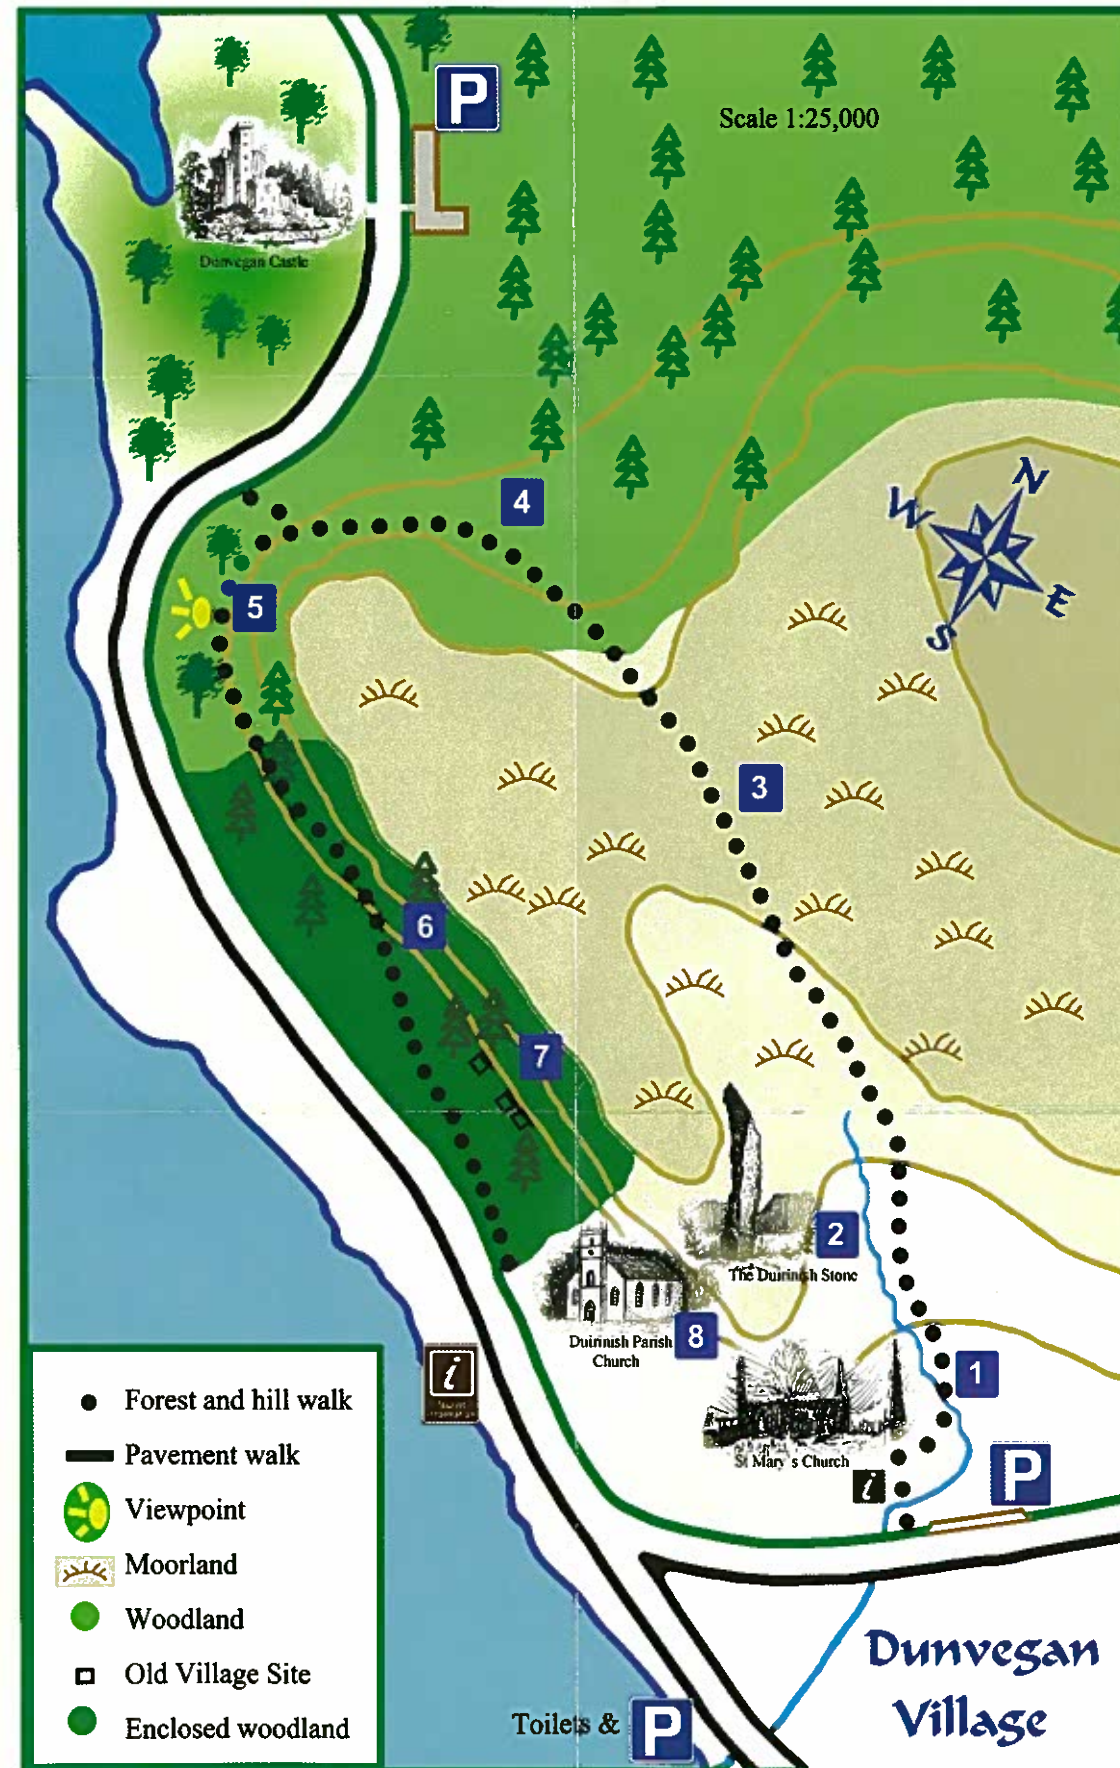 P
Scale 1:25,000
Dunvegan Castle
4
N
W
E
S
5
3
6
7
2
The Duirinish Stone
8
Duirinish Parish
Church
1
St Mary's Church
i
P
i
Forest and hill walk
Pavement walk
Viewpoint
Moorland
Woodland
Old Village Site
Enclosed woodland
Toilets &
P
Dunvegan
Village